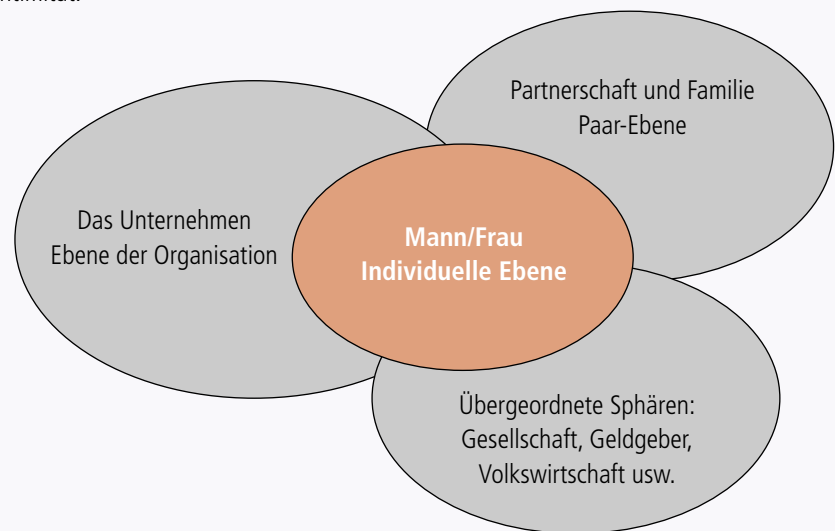 Partnerschaft und Familie
Paar-Ebene
Das Unternehmen
Ebene der Organisation
Mann/Frau
Individuelle Ebene
Übergeordnete Sphären:
Gesellschaft, Geldgeber,
Volkswirtschaft usw.